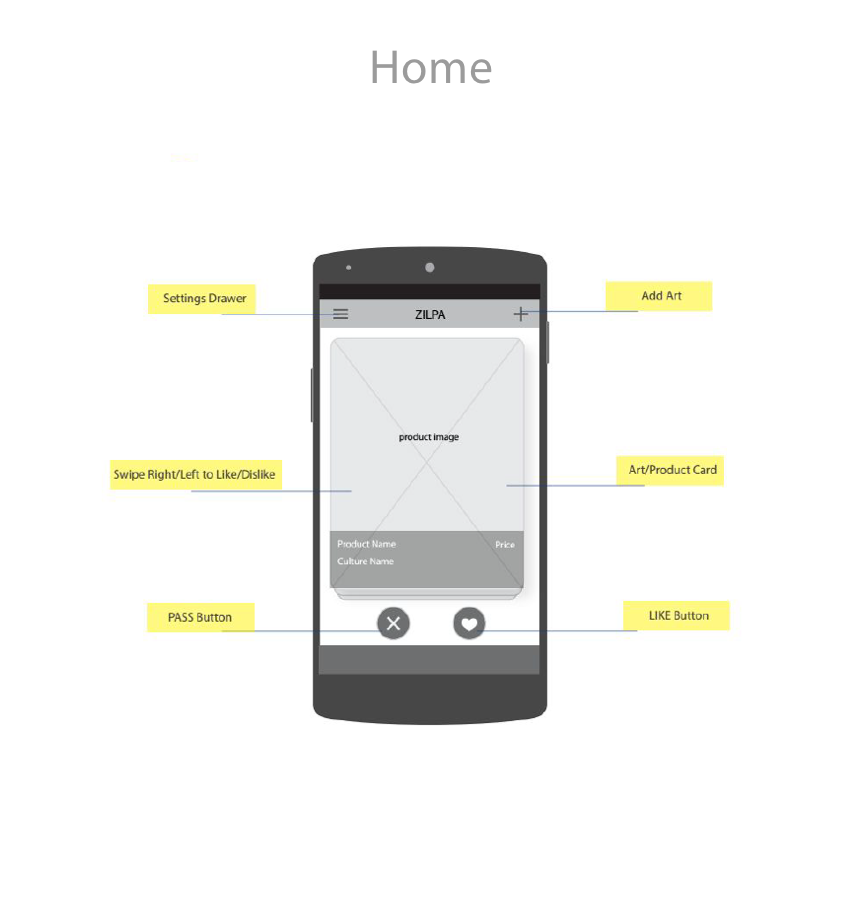 Home
Settings Drawer
Add Art
ZILPA
product image
Swipe Right/Left to Like/Dislike
Art/Product Card
Product Name
Price
Culture Name
PASS Button
LIKE Button